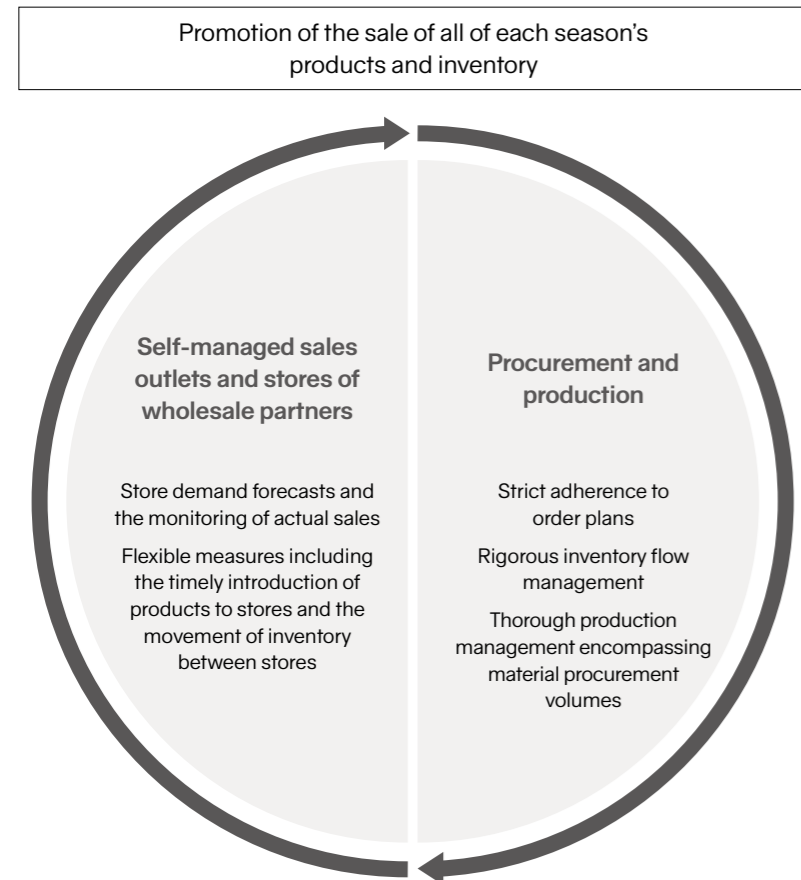 Promotion of the sale of all of each season’s
products and inventory
Self-managed sales
outlets and stores of
wholesale partners
Store demand forecasts and
the monitoring of actual sales
Flexible measures including
the timely introduction of
products to stores and the
movement of inventory
between stores
Procurement and
production
Strict adherence to
order plans
Rigorous inventory flow
management
Thorough production
management encompassing
material procurement
volumes